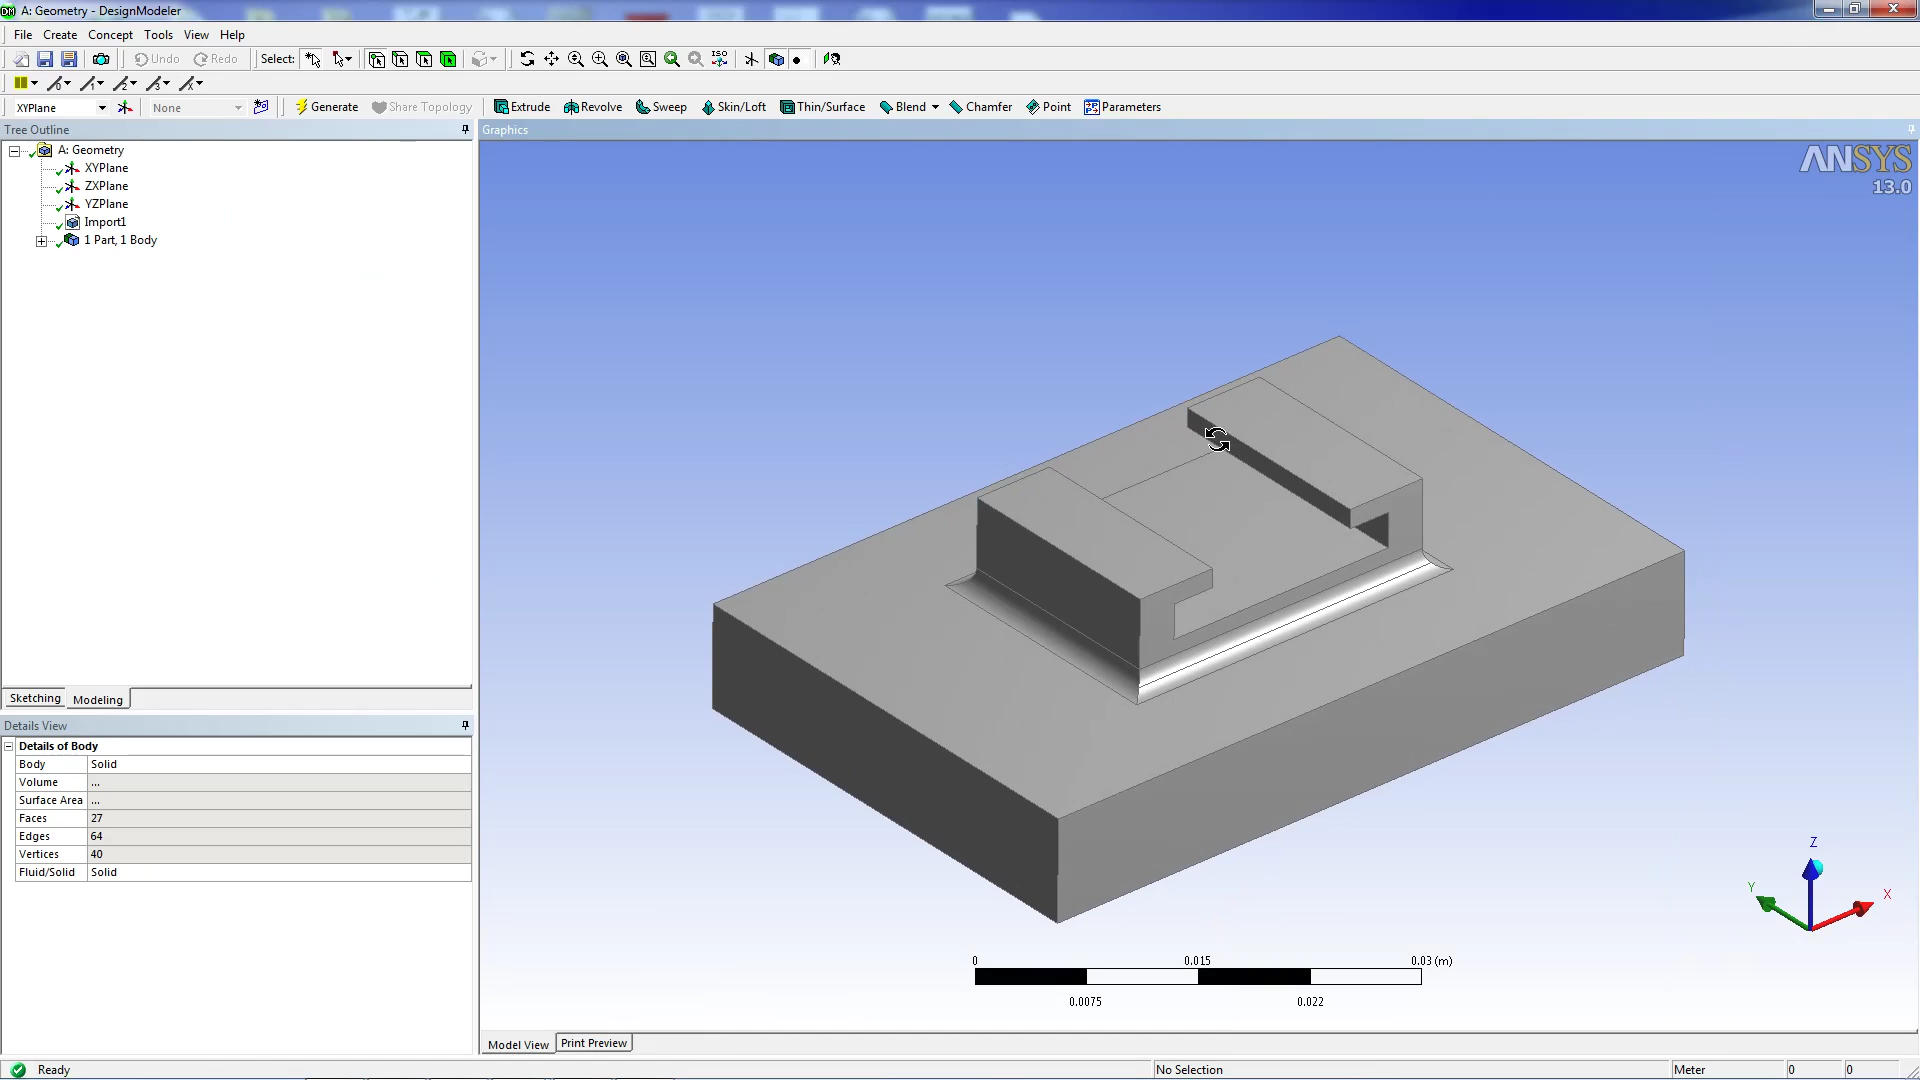 DM A: Geometry - DesignModeler
File Create Concept Tools View Help
Undo Redo Select: ISO
XYPlane None Generate Share Topology Extrude Revolve Sweep Skin/Loft Thin/Surface Blend Chamfer Point Parameters
Tree Outline
Graphics
A: Geometry
XYPlane
ZXPlane
YZPlane
Import1
1 Part, 1 Body
ANSYS
13.0
Sketching Modeling
Details View
Details of Body
Body Solid
Volume ...
Surface Area ...
Faces 27
Edges 64
Vertices 40
Fluid/Solid Solid
Z
Y
X
0 0.015 0.03 (m)
0.0075 0.022
Model View Print Preview
Ready No Selection Meter 0 0